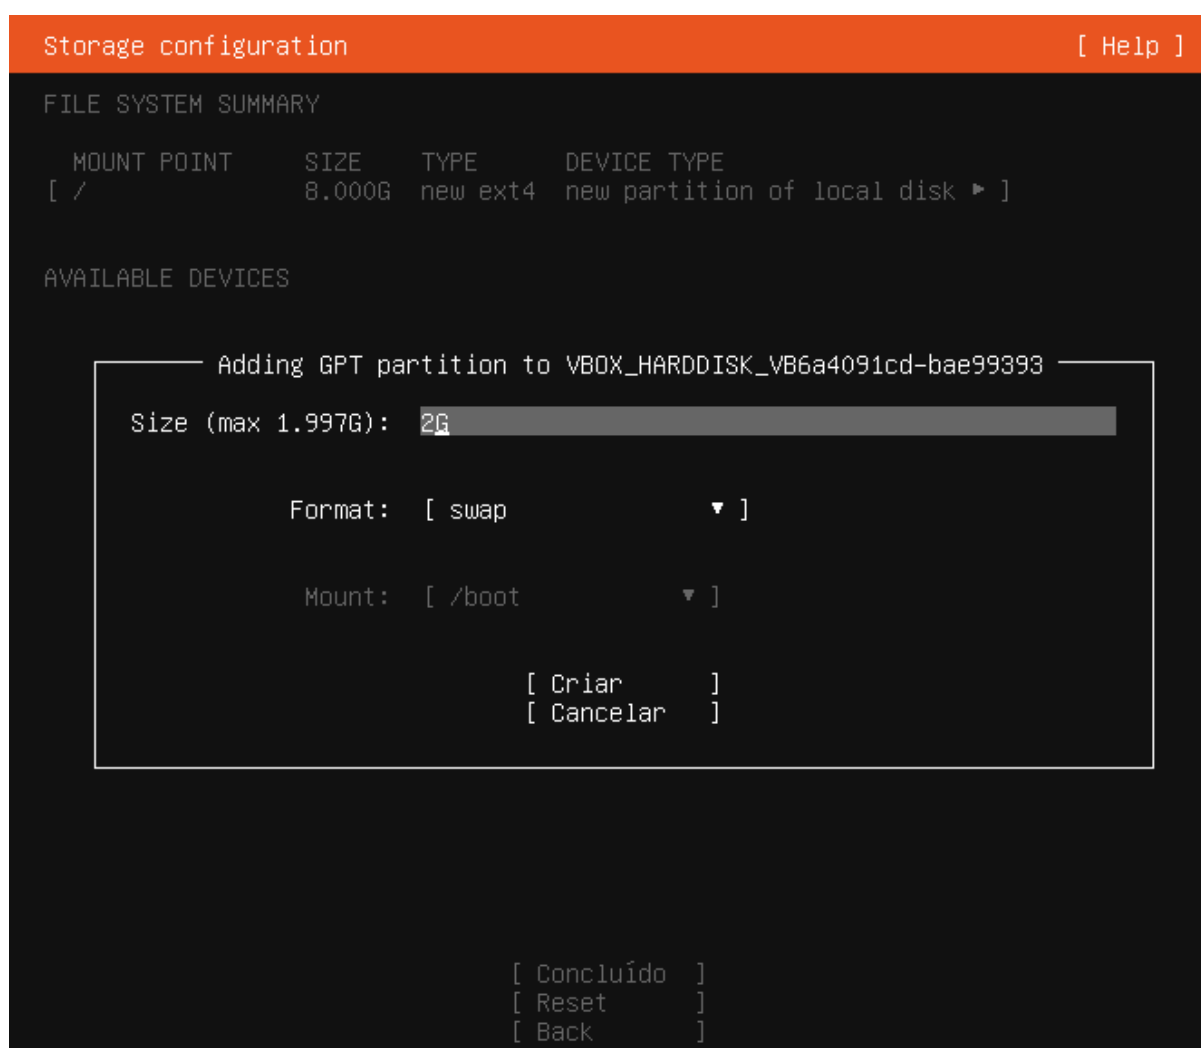 Storage configuration [ Help ]
FILE SYSTEM SUMMARY
MOUNT POINT SIZE TYPE DEVICE TYPE
[ / 8.000G new ext4 new partition of local disk ▸ ]
AVAILABLE DEVICES
Adding GPT partition to VBOX_HARDDISK_VB6a4091cd-bae99393
Size (max 1.997G): 2G
Format: [ swap ▾ ]
Mount: [ /boot ▾ ]
[ Criar ]
[ Cancelar ]
[ Concluído ]
[ Reset ]
[ Back ]